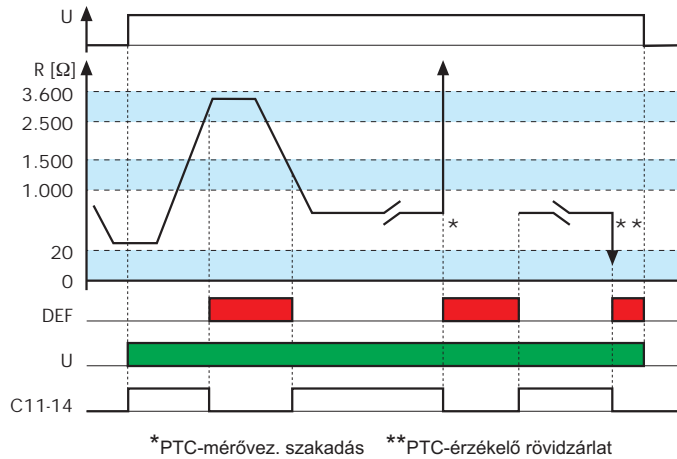 U
R [Ω]
3.600
2.500
1.500
1.000
*
**
20
0
DEF
U
C11-14
*PTC-mérővez. szakadás **PTC-érzékelő rövidzárlat